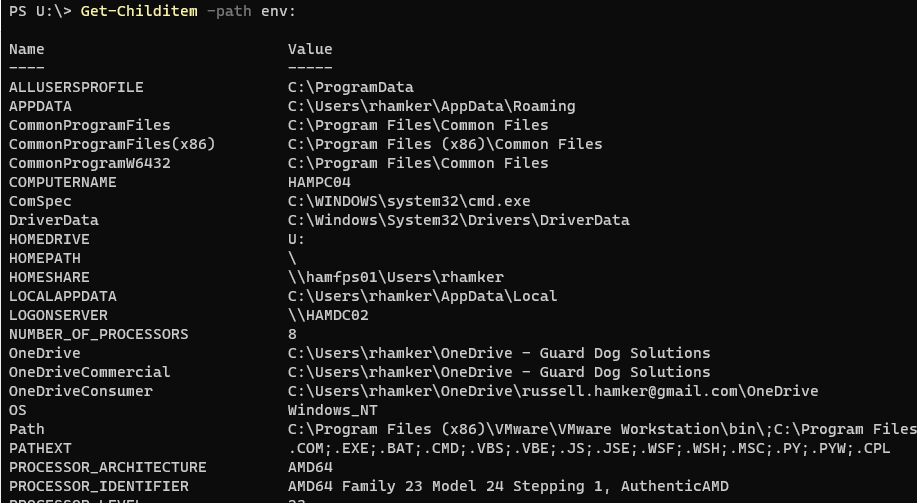 PS U:\> Get-Childitem -path env:
Name Value
---- -----
ALLUSERSPROFILE C:\ProgramData
APPDATA C:\Users\rhamker\AppData\Roaming
CommonProgramFiles C:\Program Files\Common Files
CommonProgramFiles(x86) C:\Program Files (x86)\Common Files
CommonProgramW6432 C:\Program Files\Common Files
COMPUTERNAME HAMPC04
ComSpec C:\WINDOWS\system32\cmd.exe
DriverData C:\Windows\System32\Drivers\DriverData
HOMEDRIVE U:
HOMEPATH \
HOMESHARE \\hamfps01\Users\rhamker
LOCALAPPDATA C:\Users\rhamker\AppData\Local
LOGONSERVER \\HAMDC02
NUMBER_OF_PROCESSORS 8
OneDrive C:\Users\rhamker\OneDrive - Guard Dog Solutions
OneDriveCommercial C:\Users\rhamker\OneDrive - Guard Dog Solutions
OneDriveConsumer C:\Users\rhamker\OneDrive\russell.hamker@gmail.com\OneDrive
OS Windows_NT
Path C:\Program Files (x86)\VMware\VMware Workstation\bin\;C:\Program Files
PATHEXT .COM;.EXE;.BAT;.CMD;.VBS;.VBE;.JS;.JSE;.WSF;.WSH;.MSC;.PY;.PYW;.CPL
PROCESSOR_ARCHITECTURE AMD64
PROCESSOR_IDENTIFIER AMD64 Family 23 Model 24 Stepping 1, AuthenticAMD